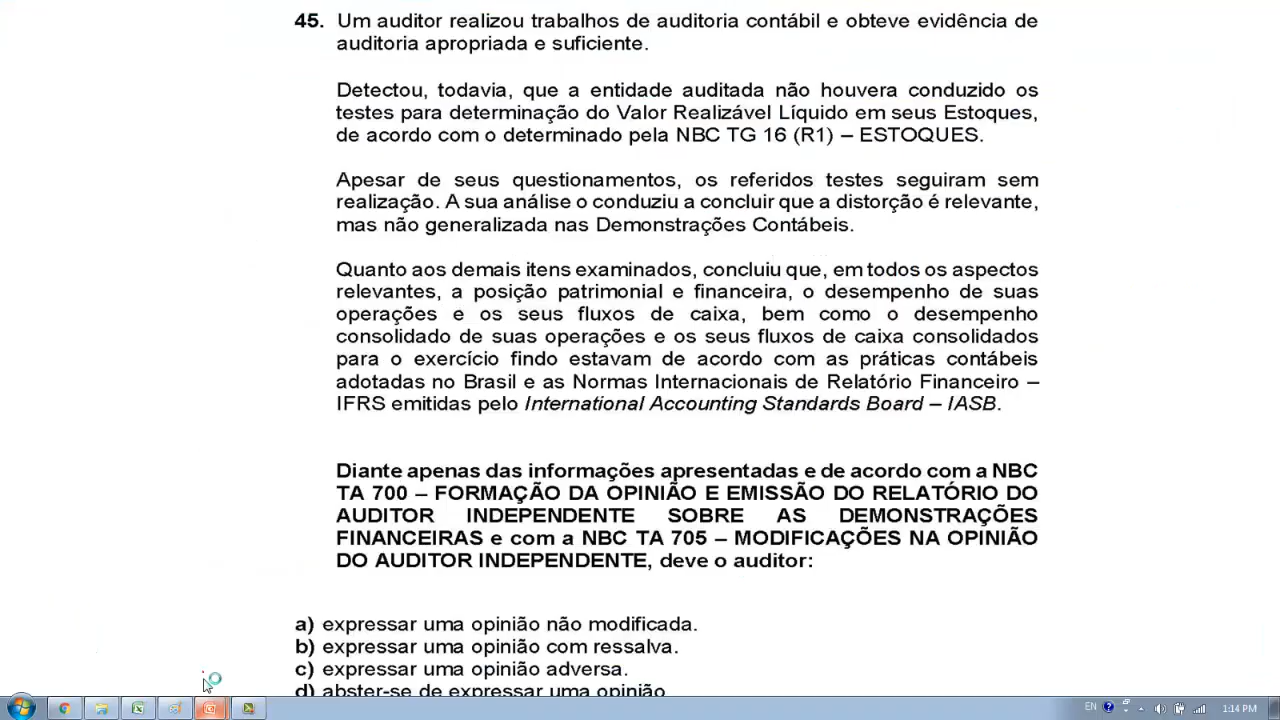 45. Um auditor realizou trabalhos de auditoria contábil e obteve evidência de
auditoria apropriada e suficiente.
Detectou, todavia, que a entidade auditada não houvera conduzido os
testes para determinação do Valor Realizável Líquido em seus Estoques,
de acordo com o determinado pela NBC TG 16 (R1) – ESTOQUES.
Apesar de seus questionamentos, os referidos testes seguiram sem
realização. A sua análise o conduziu a concluir que a distorção é relevante,
mas não generalizada nas Demonstrações Contábeis.
Quanto aos demais itens examinados, concluiu que, em todos os aspectos
relevantes, a posição patrimonial e financeira, o desempenho de suas
operações e os seus fluxos de caixa, bem como o desempenho
consolidado de suas operações e os seus fluxos de caixa consolidados
para o exercício findo estavam de acordo com as práticas contábeis
adotadas no Brasil e as Normas Internacionais de Relatório Financeiro –
IFRS emitidas pelo International Accounting Standards Board – IASB.
Diante apenas das informações apresentadas e de acordo com a NBC
TA 700 – FORMAÇÃO DA OPINIÃO E EMISSÃO DO RELATÓRIO DO
AUDITOR INDEPENDENTE SOBRE AS DEMONSTRAÇÕES
FINANCEIRAS e com a NBC TA 705 – MODIFICAÇÕES NA OPINIÃO
DO AUDITOR INDEPENDENTE, deve o auditor:
a) expressar uma opinião não modificada.
b) expressar uma opinião com ressalva.
c) expressar uma opinião adversa.
d) abster-se de expressar uma opinião
EN 1:14 PM